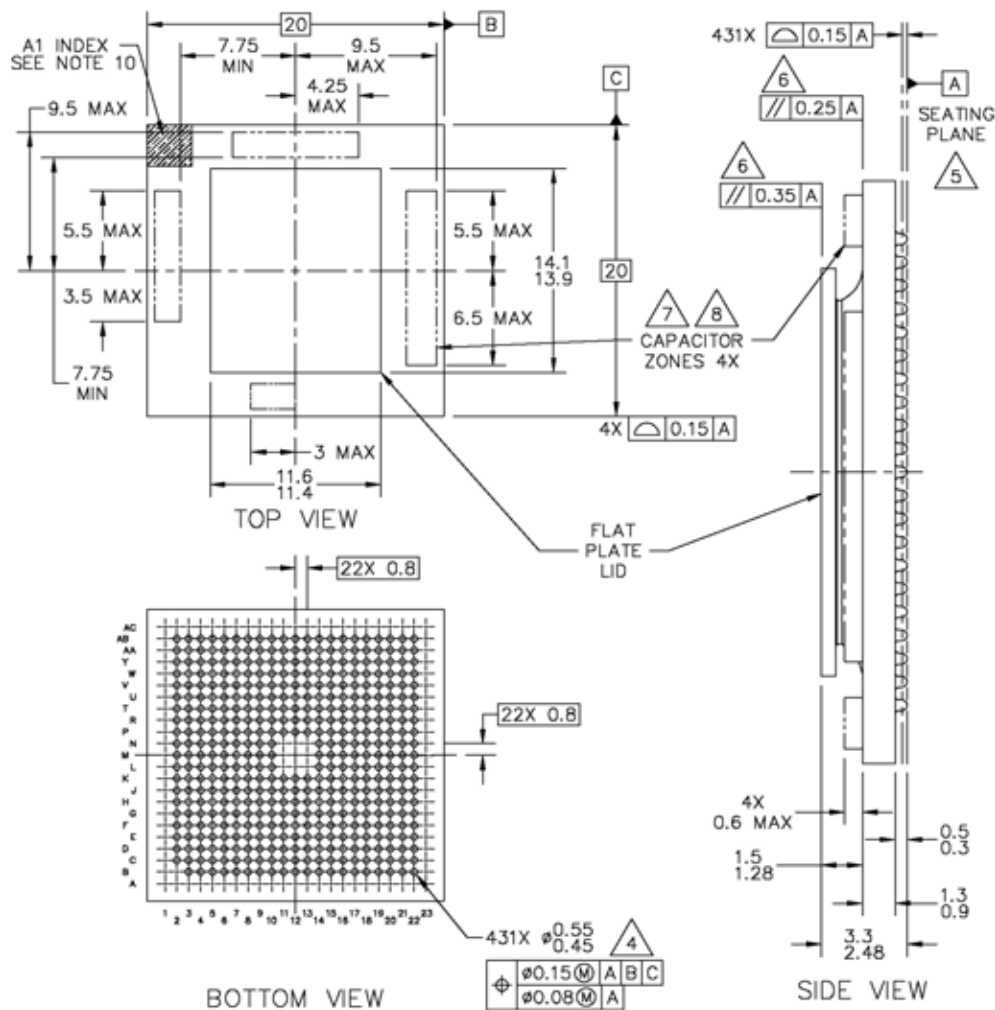 20
B
A1 INDEX
SEE NOTE 10
7.75
MIN
9.5
MAX
4.25
MAX
9.5 MAX
C
5.5 MAX
3.5 MAX
7.75
MIN
5.5 MAX
6.5 MAX
14.1
13.9
20
3 MAX
11.6
11.4
4X ⌓ 0.15 A
TOP VIEW
7
8
CAPACITOR
ZONES 4X
FLAT
PLATE
LID
431X ⌓ 0.15 A
6
// 0.25 A
A
SEATING
PLANE
5
6
// 0.35 A
4X
0.6 MAX
1.5
1.28
0.5
0.3
1.3
0.9
3.3
2.48
SIDE VIEW
22X 0.8
AC
AB
AA
Y
W
V
U
T
R
P
N
M
L
K
J
H
G
F
E
D
C
B
A
22X 0.8
1 3 5 7 9 11 13 15 17 19 21 23
2 4 6 8 10 12 14 16 18 20 22
431X ⌀0.55
0.45
4
⌖ ⌀0.15 Ⓜ A B C
⌀0.08 Ⓜ A
BOTTOM VIEW